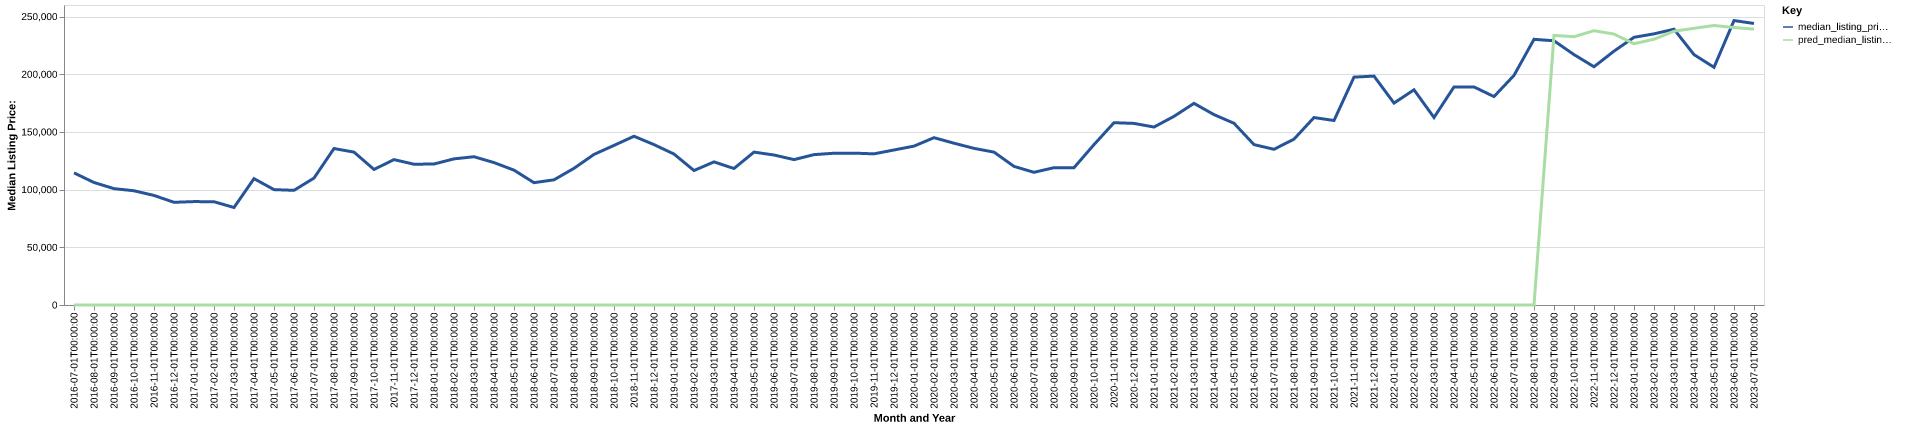 Median Listing Price:
250,000
200,000
150,000
100,000
50,000
0
2016-07-01T00:00:00
2016-08-01T00:00:00
2016-09-01T00:00:00
2016-10-01T00:00:00
2016-11-01T00:00:00
2016-12-01T00:00:00
2017-01-01T00:00:00
2017-02-01T00:00:00
2017-03-01T00:00:00
2017-04-01T00:00:00
2017-05-01T00:00:00
2017-06-01T00:00:00
2017-07-01T00:00:00
2017-08-01T00:00:00
2017-09-01T00:00:00
2017-10-01T00:00:00
2017-11-01T00:00:00
2017-12-01T00:00:00
2018-01-01T00:00:00
2018-02-01T00:00:00
2018-03-01T00:00:00
2018-04-01T00:00:00
2018-05-01T00:00:00
2018-06-01T00:00:00
2018-07-01T00:00:00
2018-08-01T00:00:00
2018-09-01T00:00:00
2018-10-01T00:00:00
2018-11-01T00:00:00
2018-12-01T00:00:00
2019-01-01T00:00:00
2019-02-01T00:00:00
2019-03-01T00:00:00
2019-04-01T00:00:00
2019-05-01T00:00:00
2019-06-01T00:00:00
2019-07-01T00:00:00
2019-08-01T00:00:00
2019-09-01T00:00:00
2019-10-01T00:00:00
2019-11-01T00:00:00
2019-12-01T00:00:00
2020-01-01T00:00:00
2020-02-01T00:00:00
2020-03-01T00:00:00
2020-04-01T00:00:00
2020-05-01T00:00:00
2020-06-01T00:00:00
2020-07-01T00:00:00
2020-08-01T00:00:00
2020-09-01T00:00:00
2020-10-01T00:00:00
2020-11-01T00:00:00
2020-12-01T00:00:00
2021-01-01T00:00:00
2021-02-01T00:00:00
2021-03-01T00:00:00
2021-04-01T00:00:00
2021-05-01T00:00:00
2021-06-01T00:00:00
2021-07-01T00:00:00
2021-08-01T00:00:00
2021-09-01T00:00:00
2021-10-01T00:00:00
2021-11-01T00:00:00
2021-12-01T00:00:00
2022-01-01T00:00:00
2022-02-01T00:00:00
2022-03-01T00:00:00
2022-04-01T00:00:00
2022-05-01T00:00:00
2022-06-01T00:00:00
2022-07-01T00:00:00
2022-08-01T00:00:00
2022-09-01T00:00:00
2022-10-01T00:00:00
2022-11-01T00:00:00
2022-12-01T00:00:00
2023-01-01T00:00:00
2023-02-01T00:00:00
2023-03-01T00:00:00
2023-04-01T00:00:00
2023-05-01T00:00:00
2023-06-01T00:00:00
2023-07-01T00:00:00
Month and Year
Key
median_listing_pri…
pred_median_listin…